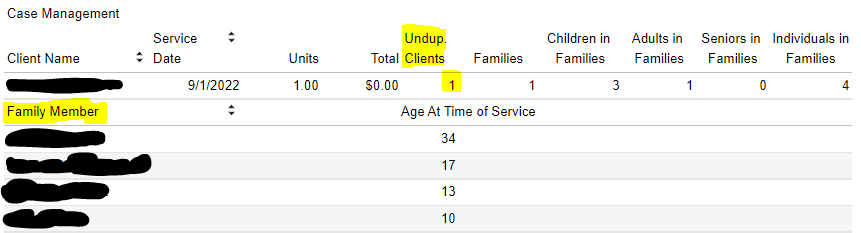 Case Management
Service Undup. Children in Adults in Seniors in Individuals in
Client Name Date Units Total Clients Families Families Families Families Families
9/1/2022 1.00 $0.00 1 1 3 1 0 4
Family Member Age At Time of Service
34
17
13
10